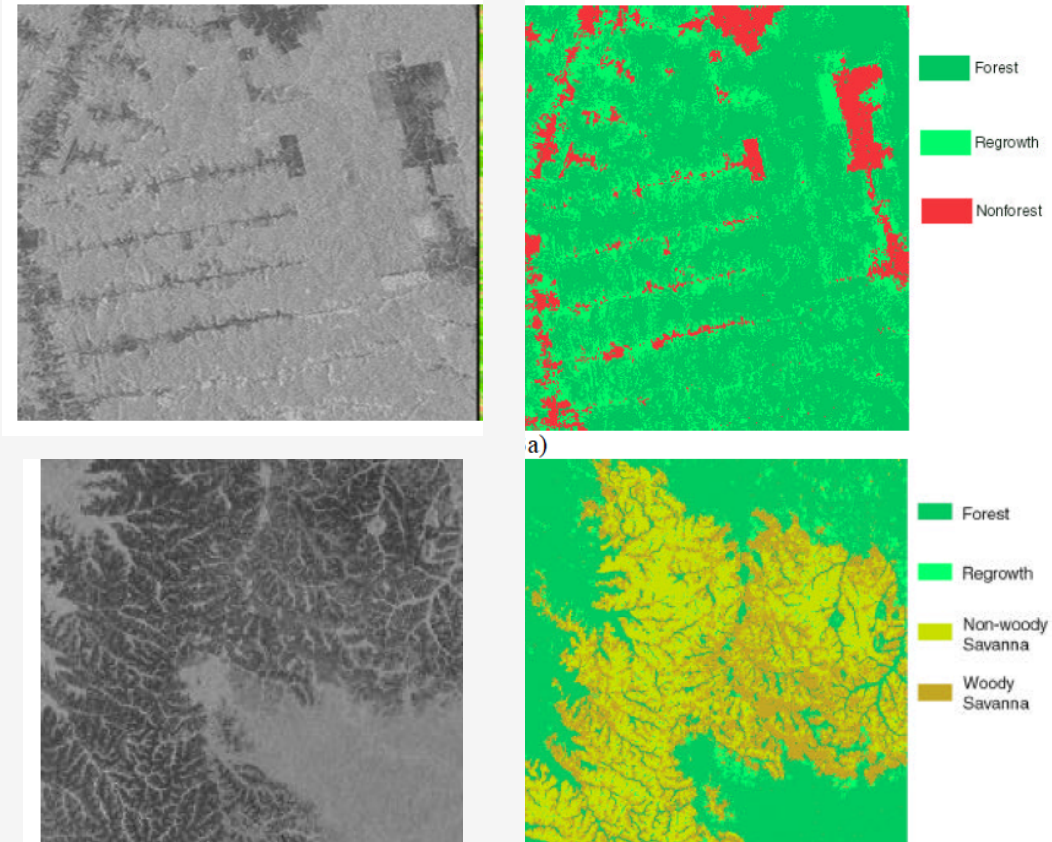 Forest
Regrowth
Nonforest
a)
Forest
Regrowth
Non-woody
Savanna
Woody
Savanna